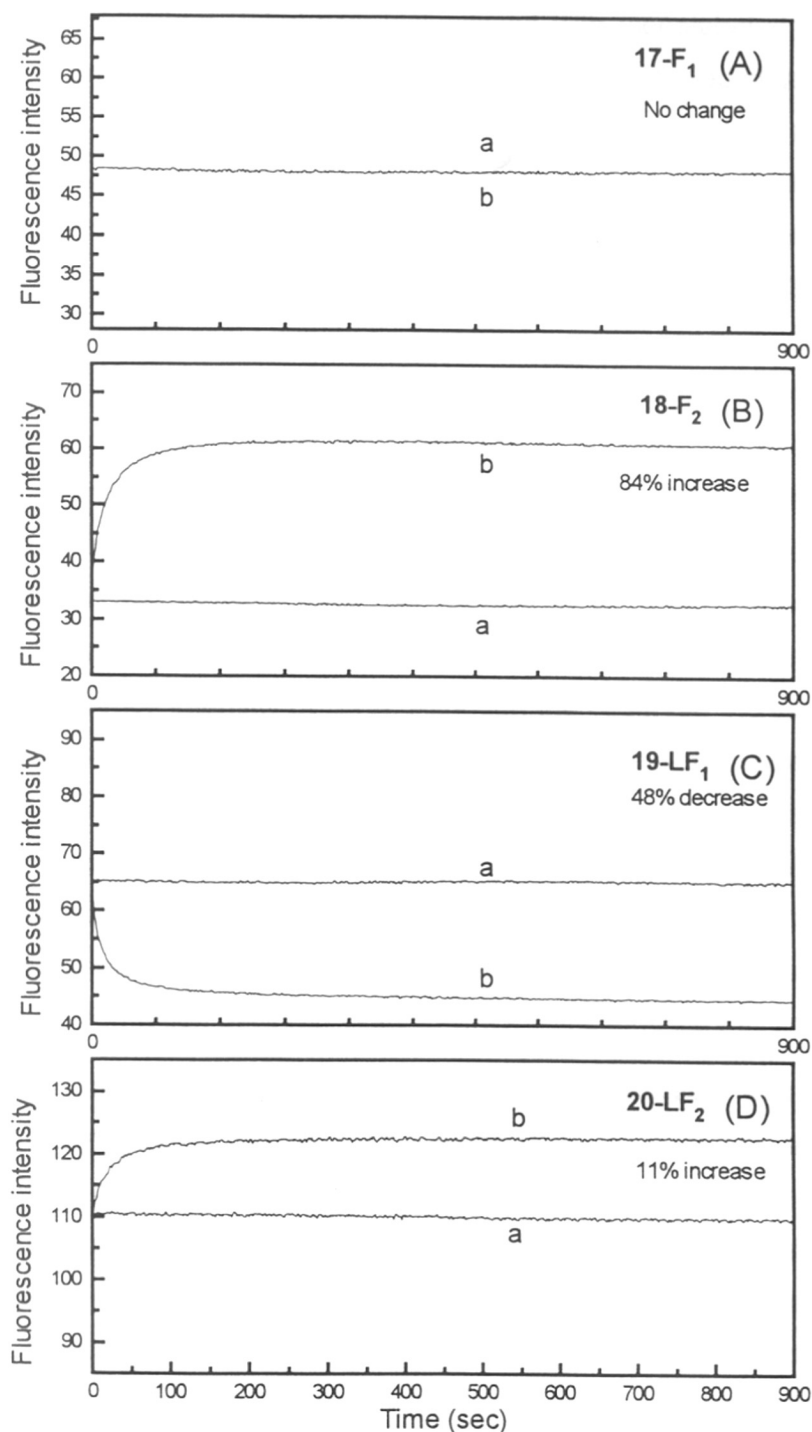 17-F1 (A)
No change
Fluorescence intensity
65
60
55
50
45
40
35
30
a
b
0
900
18-F2 (B)
84% increase
Fluorescence intensity
70
60
50
40
30
20
b
a
0
900
19-LF1 (C)
48% decrease
Fluorescence intensity
90
80
70
60
50
40
a
b
0
900
20-LF2 (D)
11% increase
Fluorescence intensity
130
120
110
100
90
b
a
0 100 200 300 400 500 600 700 800 900
Time (sec)